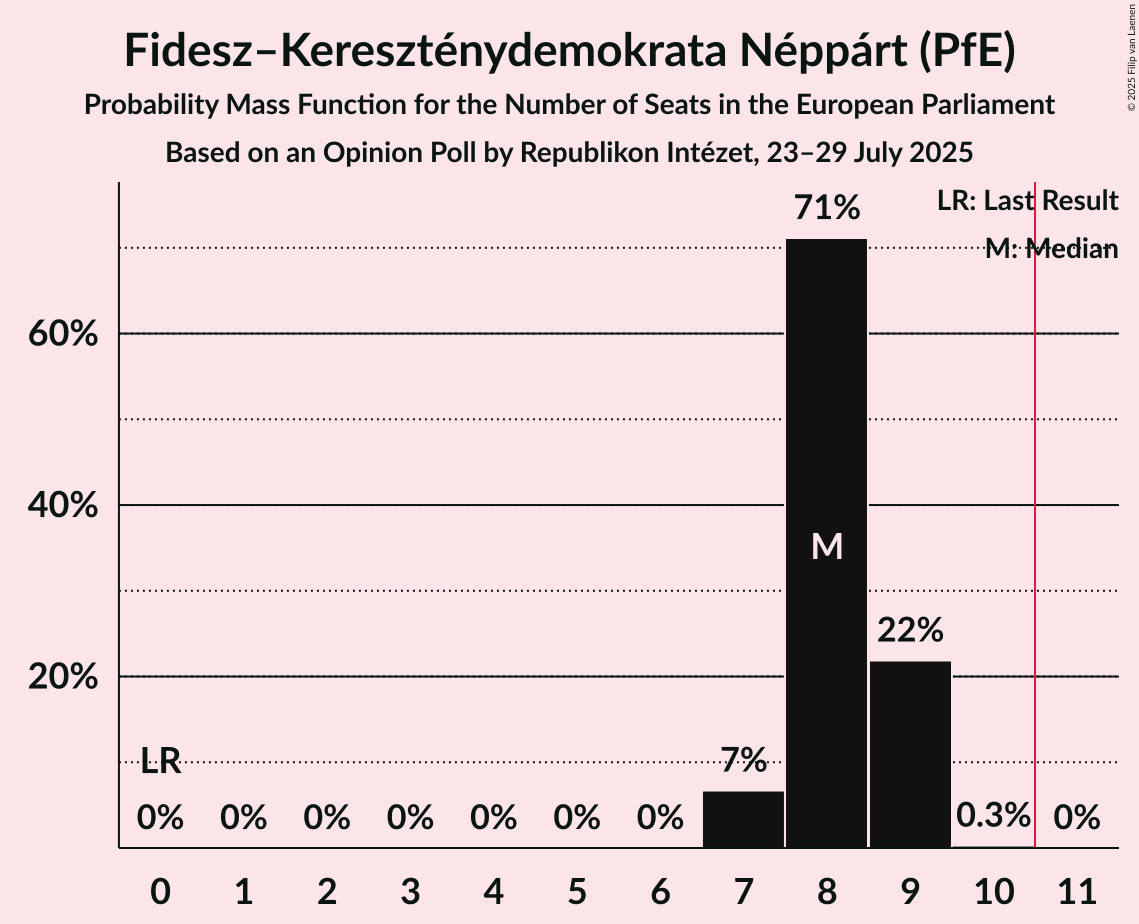 Fidesz–Kereszténydemokrata Néppárt (PfE)
Probability Mass Function for the Number of Seats in the European Parliament
Based on an Opinion Poll by Republikon Intézet, 23–29 July 2025
© 2025 Filip van Laenen
LR: Last Result
M: Median
71%
60%
40%
M
22%
20%
LR
7%
0% 0% 0% 0% 0% 0% 0% 0.3% 0%
0 1 2 3 4 5 6 7 8 9 10 11